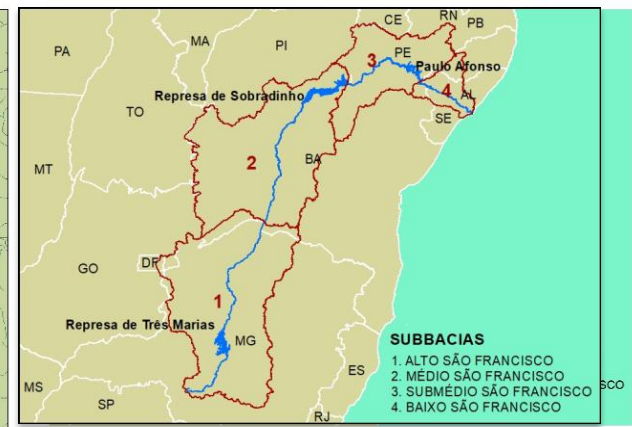 CE
RN
PB
MA
PI
PA
3
PE
Paulo Afonso
Represa de Sobradinho
4
AL
TO
SE
2
BA
MT
GO
DF
1
Represa de Três Marias
MG
SUBBACIAS
1. ALTO SÃO FRANCISCO
ES
2. MÉDIO SÃO FRANCISCO
MS
3. SUBMÉDIO SÃO FRANCISCO
SCO
SP
4. BAIXO SÃO FRANCISCO
RJ